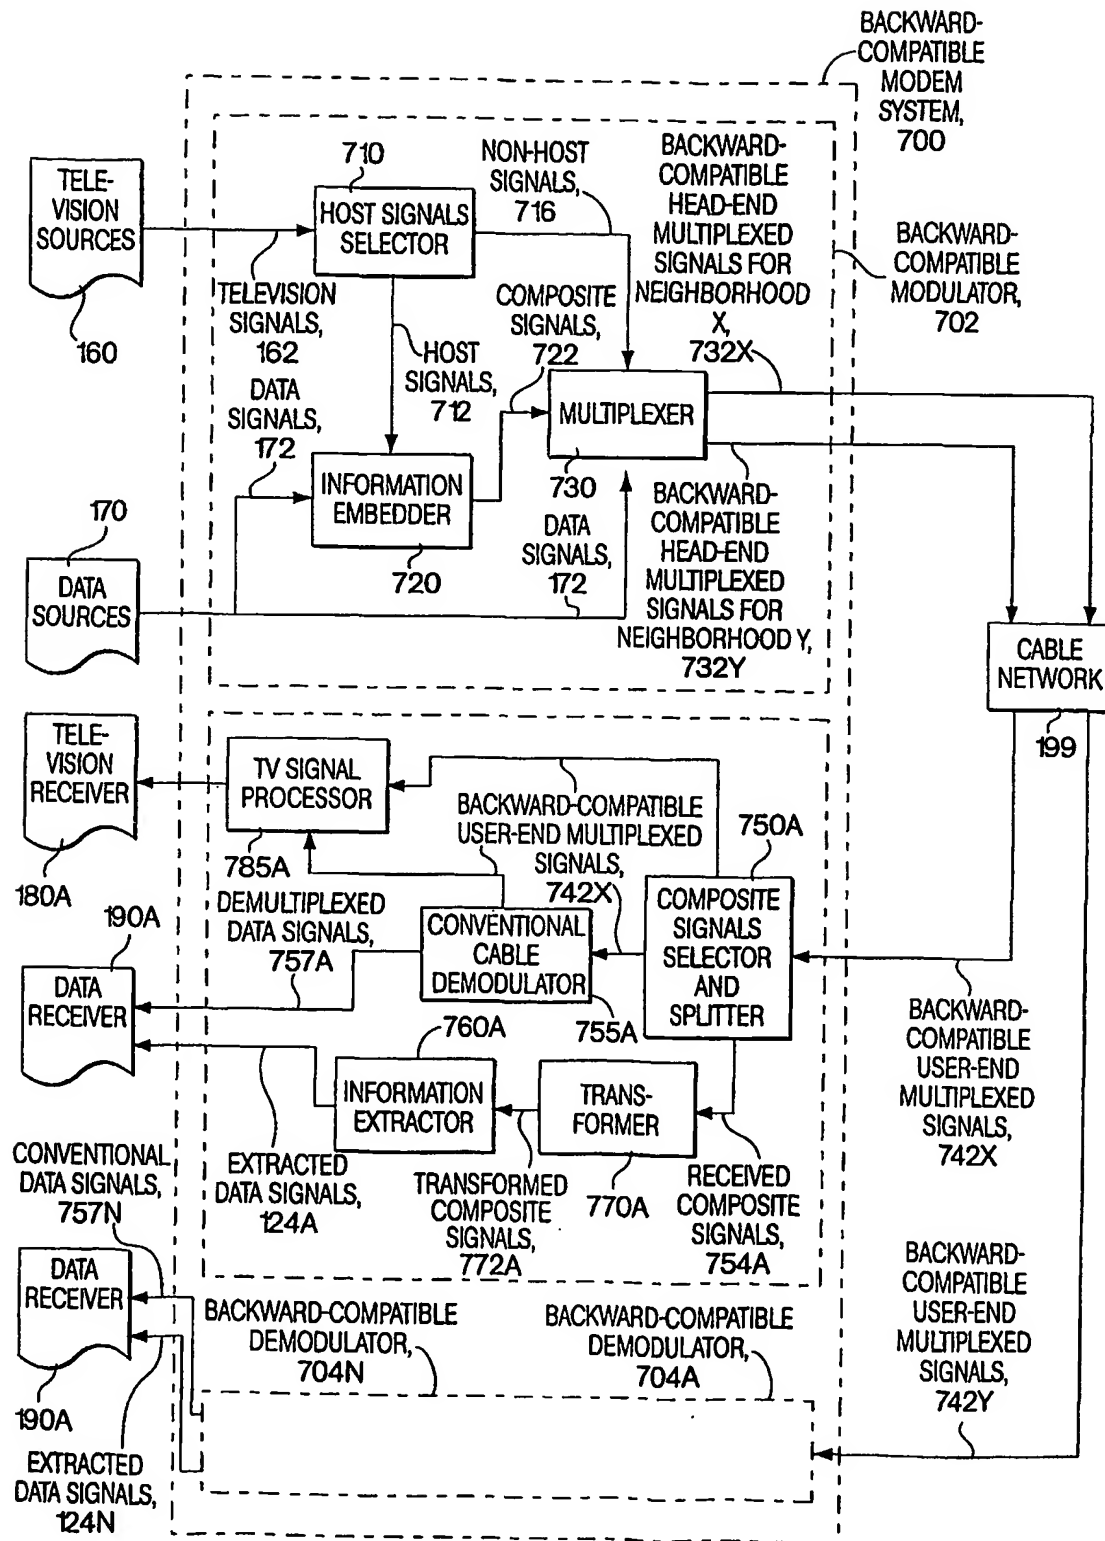 BACKWARD-
COMPATIBLE
MODEM
SYSTEM,
700
TELE-
VISION
SOURCES
160
710
HOST SIGNALS
SELECTOR
NON-HOST
SIGNALS,
716
BACKWARD-
COMPATIBLE
HEAD-END
MULTIPLEXED
SIGNALS FOR
NEIGHBORHOOD
X,
732X
BACKWARD-
COMPATIBLE
MODULATOR,
702
TELEVISION
SIGNALS,
162
HOST
SIGNALS,
712
COMPOSITE
SIGNALS,
722
DATA
SIGNALS,
172
MULTIPLEXER
730
INFORMATION
EMBEDDER
720
DATA
SIGNALS,
172
BACKWARD-
COMPATIBLE
HEAD-END
MULTIPLEXED
SIGNALS FOR
NEIGHBORHOOD Y,
732Y
170
DATA
SOURCES
CABLE
NETWORK
199
TELE-
VISION
RECEIVER
180A
TV SIGNAL
PROCESSOR
785A
BACKWARD-COMPATIBLE
USER-END MULTIPLEXED
SIGNALS,
742X
750A
COMPOSITE
SIGNALS
SELECTOR
AND
SPLITTER
DEMULTIPLEXED
DATA SIGNALS,
757A
CONVENTIONAL
CABLE
DEMODULATOR
755A
190A
DATA
RECEIVER
760A
INFORMATION
EXTRACTOR
TRANS-
FORMER
770A
BACKWARD-
COMPATIBLE
USER-END
MULTIPLEXED
SIGNALS,
742X
EXTRACTED
DATA SIGNALS,
124A
TRANSFORMED
COMPOSITE
SIGNALS,
772A
RECEIVED
COMPOSITE
SIGNALS,
754A
CONVENTIONAL
DATA SIGNALS,
757N
DATA
RECEIVER
190A
EXTRACTED
DATA SIGNALS,
124N
BACKWARD-COMPATIBLE
DEMODULATOR,
704N
BACKWARD-COMPATIBLE
DEMODULATOR,
704A
BACKWARD-
COMPATIBLE
USER-END
MULTIPLEXED
SIGNALS,
742Y